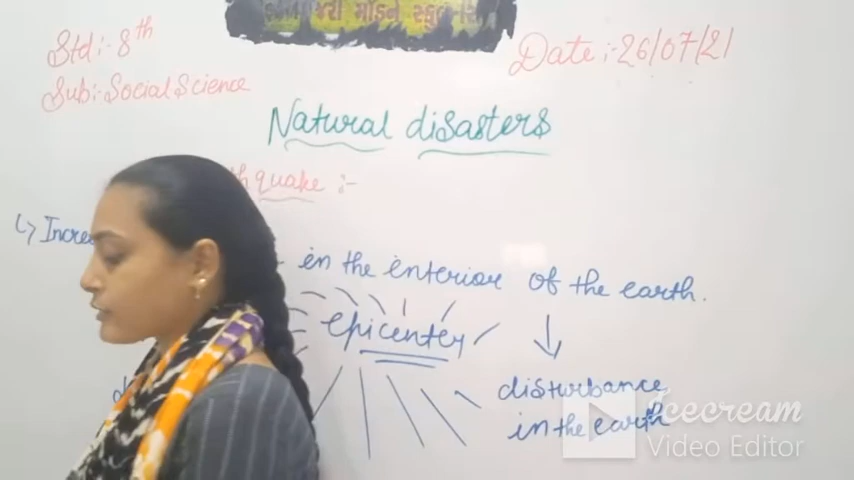 મોડર્ન સ્કૂલ
Std:- 8th
Date :- 26/07/21
Sub:- Social Science
Natural disasters
quake :-
in the interior of the earth.
epicenter
disturbance
in the earth
Icecream
Video Editor